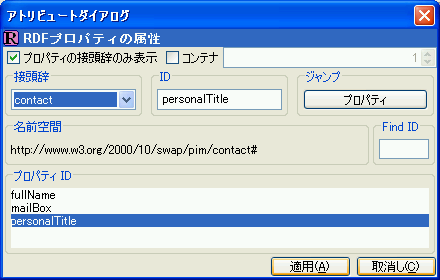 アトリビュートダイアログ
R RDFプロパティの属性
プロパティの接頭辞のみ表示 コンテナ 1
接頭辞 ID ジャンプ
contact personalTitle プロパティ
名前空間 Find ID
http://www.w3.org/2000/10/swap/pim/contact#
プロパティ ID
fullName
mailBox
personalTitle
適用(A) 取消し(C)